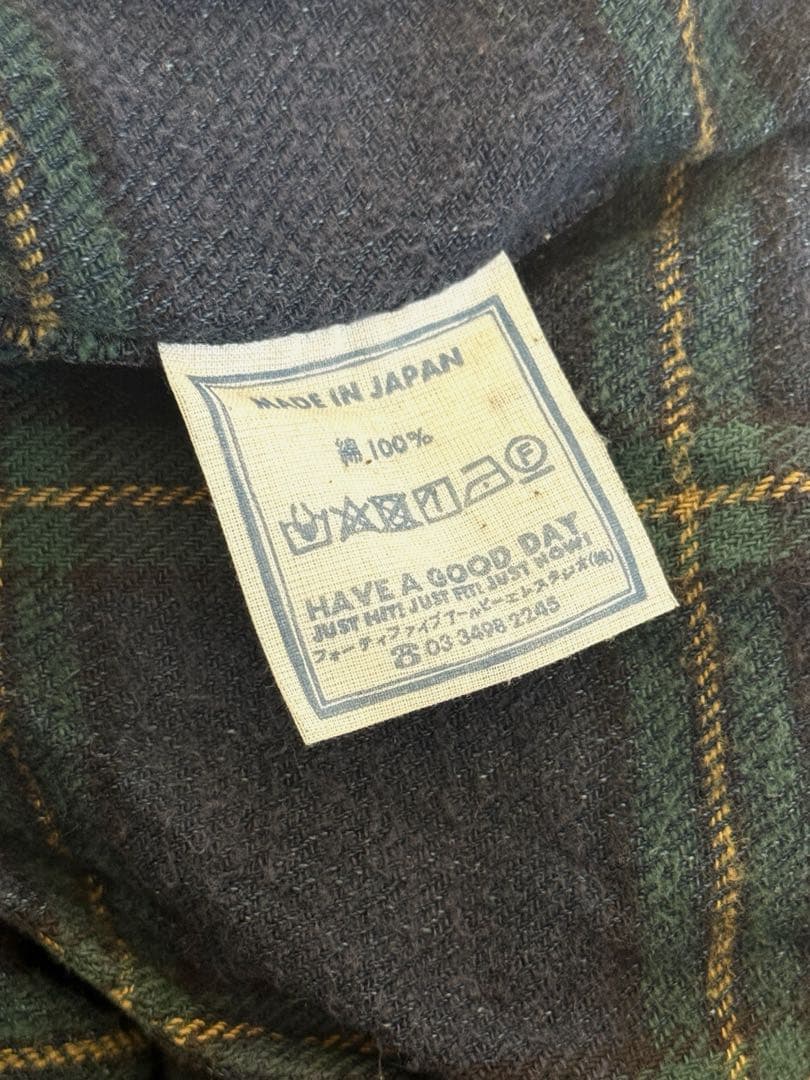 MADE IN JAPAN
綿 100%
F
HAVE A GOOD DAY
JUST HIT! JUST FIT! JUST NOW!
フォーティファイブアールピーエムスタジオ(株)
☎ 03 3498 2245